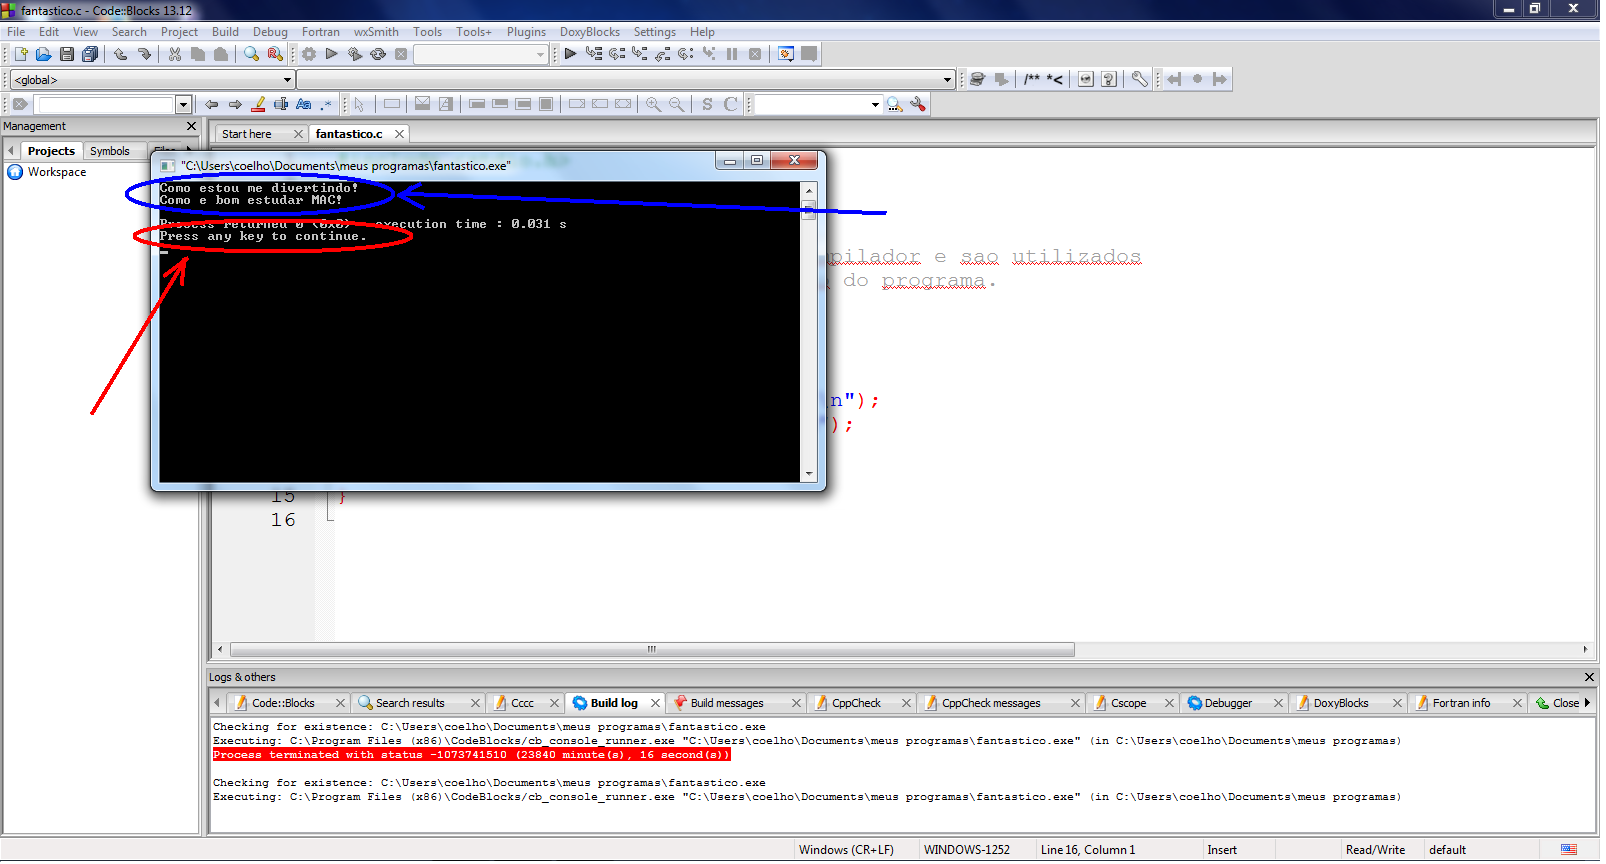 fantastico.c - Code::Blocks 13.12
File Edit View Search Project Build Debug Fortran wxSmith Tools Tools+ Plugins DoxyBlocks Settings Help
<global>
/** *<
Aa .*
S C
Management
Start here fantastico.c
Projects Symbols
Workspace
"C:\Users\coelho\Documents\meus programas\fantastico.exe"
Como estou me divertindo!
Como e bom estudar MAC!
Process returned 0 (0x0) execution time : 0.031 s
Press any key to continue.
pilador e sao utilizados
do programa.
n");
);
15 }
16
Logs & others
Code::Blocks Search results Cccc Build log Build messages CppCheck CppCheck messages Cscope Debugger DoxyBlocks Fortran info Close
Checking for existence: C:\Users\coelho\Documents\meus programas\fantastico.exe
Executing: C:\Program Files (x86)\CodeBlocks/cb_console_runner.exe "C:\Users\coelho\Documents\meus programas\fantastico.exe" (in C:\Users\coelho\Documents\meus programas)
Process terminated with status -1073741510 (23840 minute(s), 16 second(s))
Checking for existence: C:\Users\coelho\Documents\meus programas\fantastico.exe
Executing: C:\Program Files (x86)\CodeBlocks/cb_console_runner.exe "C:\Users\coelho\Documents\meus programas\fantastico.exe" (in C:\Users\coelho\Documents\meus programas)
Windows (CR+LF) WINDOWS-1252 Line 16, Column 1 Insert Read/Write default